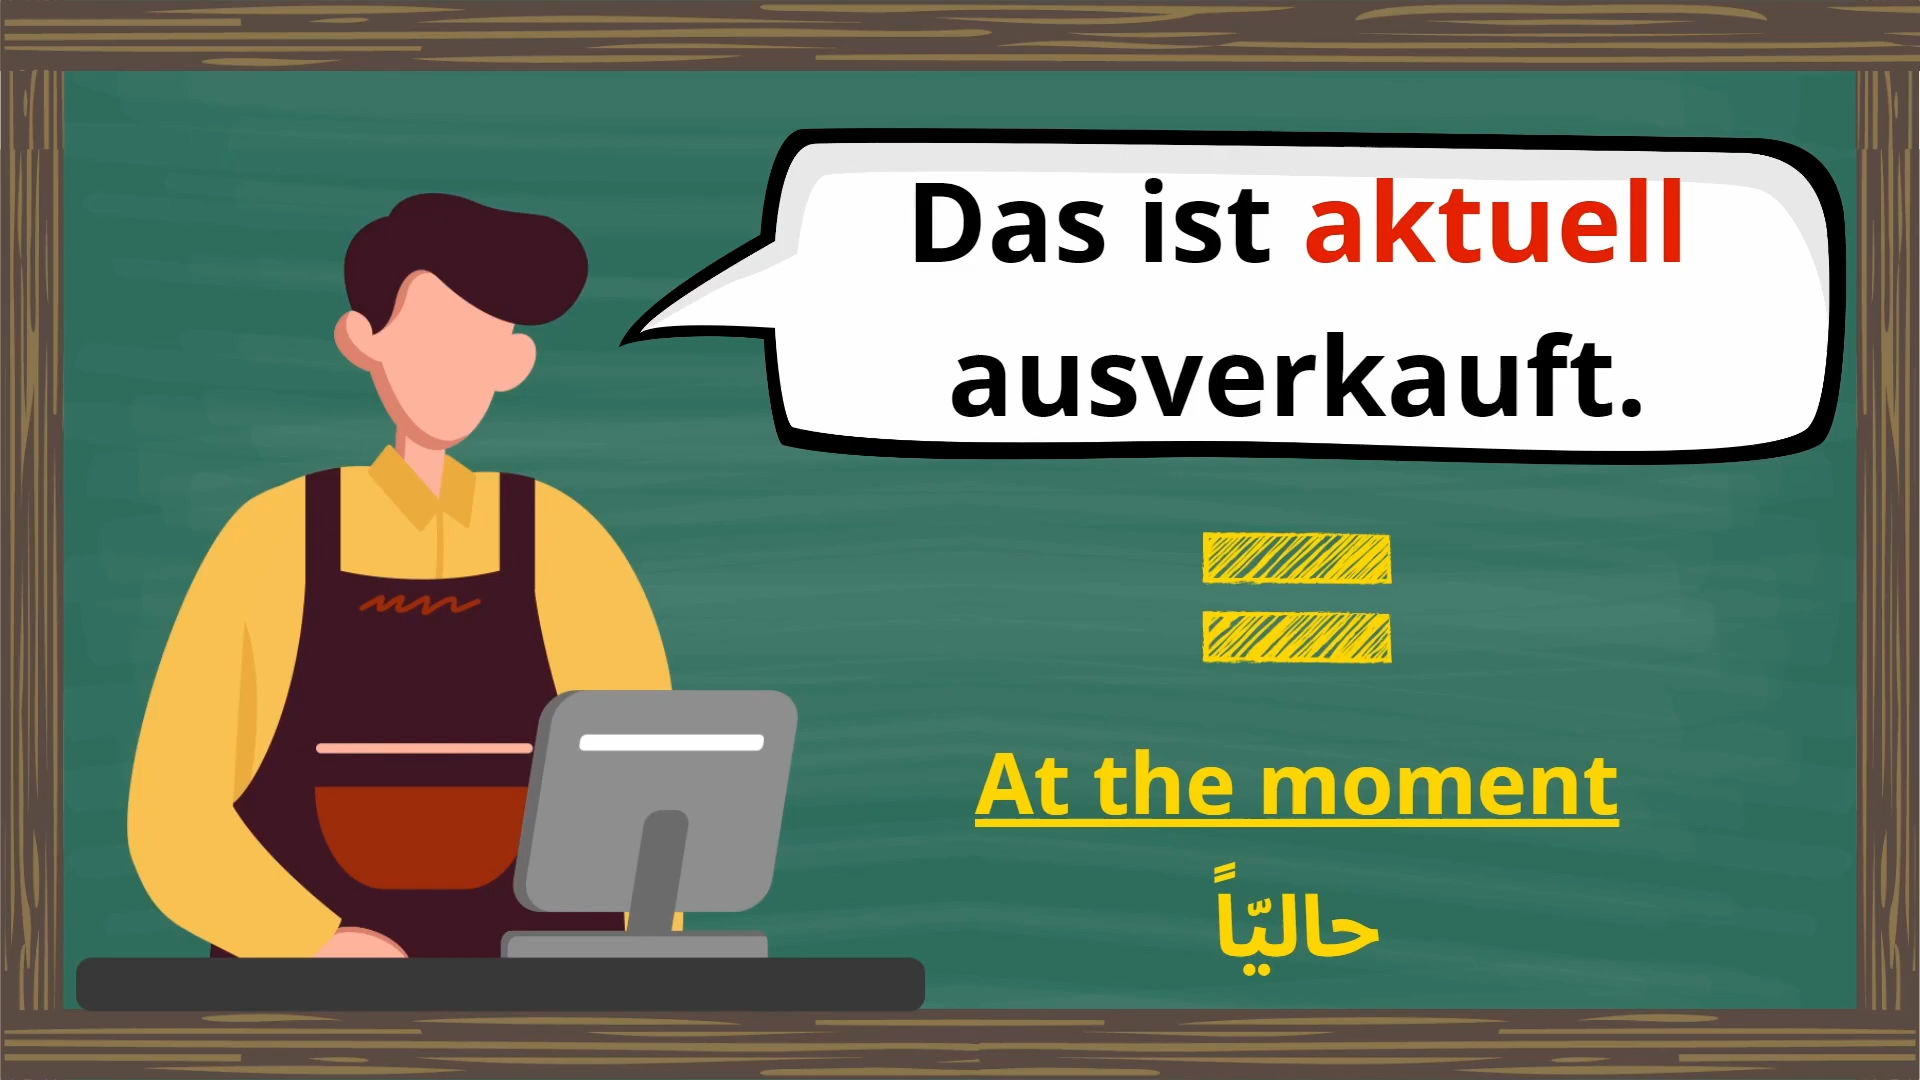 Das ist aktuell
ausverkauft.
At the moment
حاليّاً